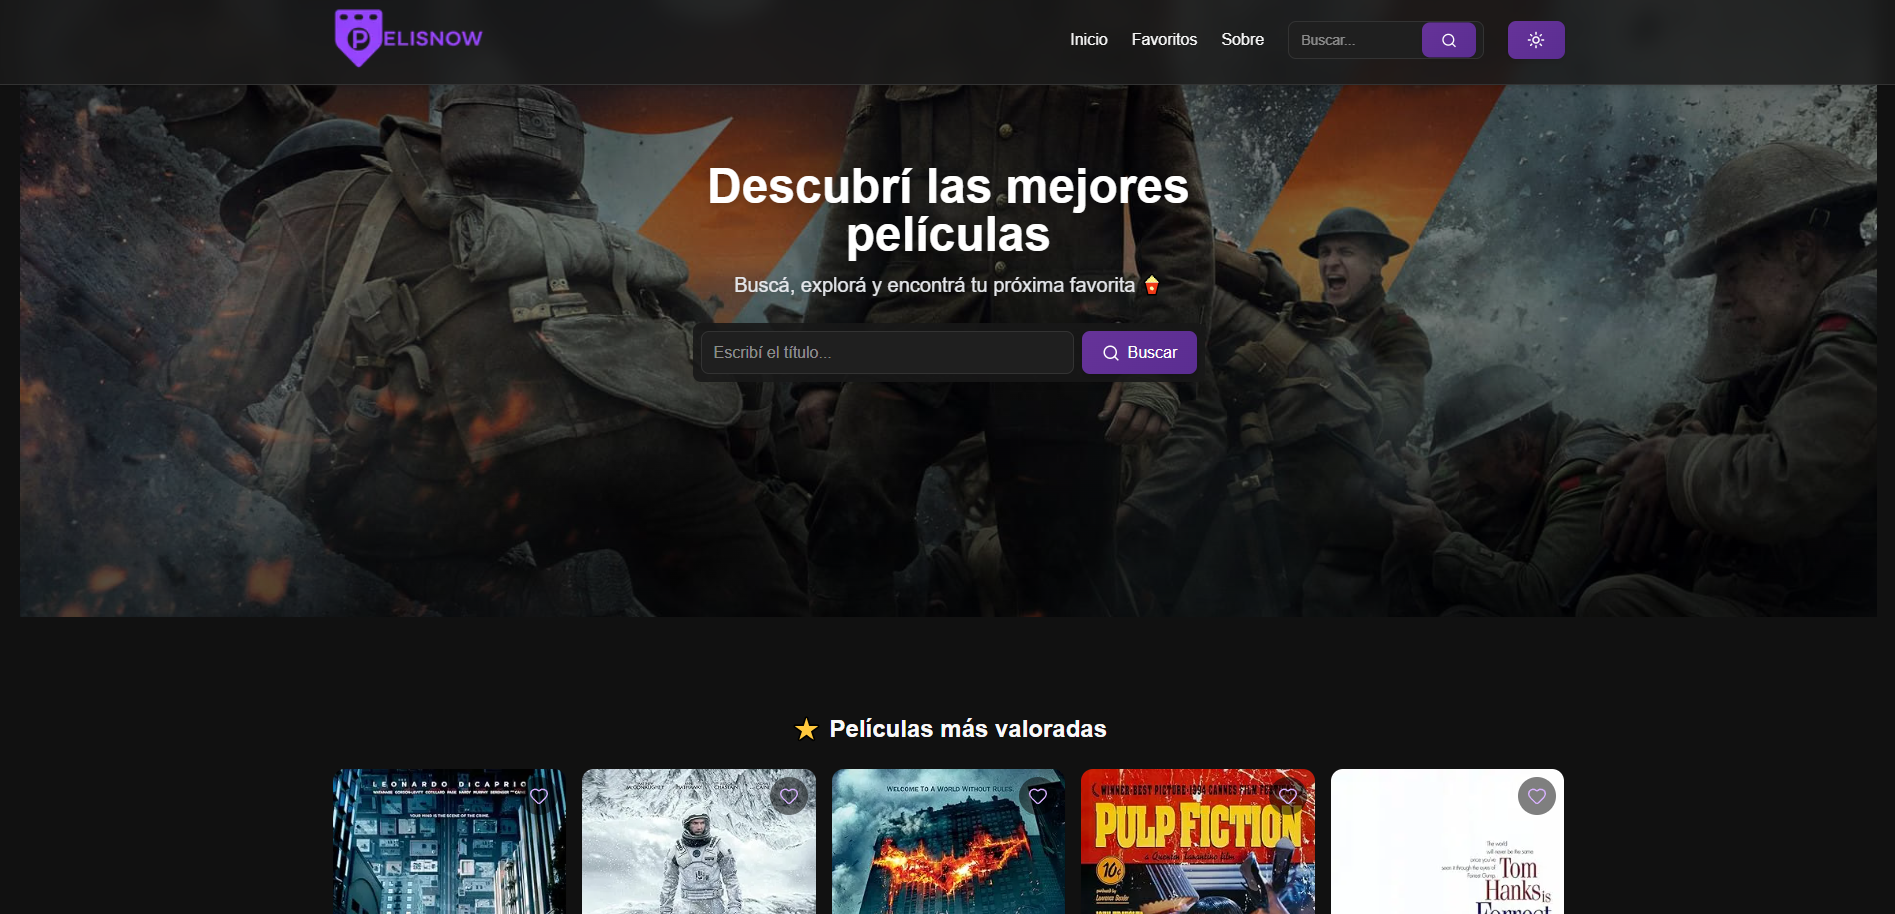 PELISNOW
Inicio
Favoritos
Sobre
Buscar...
Descubrí las mejores
películas
Buscá, explorá y encontrá tu próxima favorita
Escribí el título...
Buscar
Películas más valoradas
LEONARDO DICAPRIO
YOUR MIND IS THE SCENE OF THE CRIME.
WELCOME TO A WORLD WITHOUT RULES.
WINNER-BEST PICTURE-1994 CANNES FILM
PULP FICTION
a Quentin Tarantino film
10¢
The world
will never be the same
once you've
seen it through the eyes of
Forrest Gump.
Tom
Hanks is
Forrest